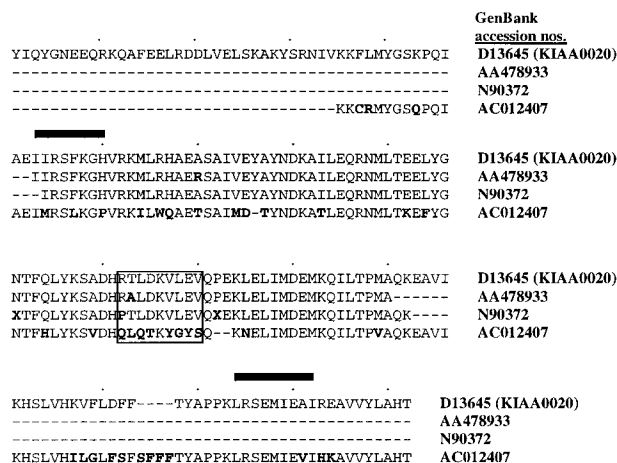 GenBank
accession nos.
YIQYGNEEQRKQAFEELRDDLVELSKAKYSRNIVKKFLMYGSKPQI D13645 (KIAA0020)
---------------------------------------------- AA478933
---------------------------------------------- N90372
---------------------------------KKFCRMYGSQPQI AC012407
AEIIRSFKGHVRKMLRHAEASAIVEYAYNDKAILEQRNMLTEELYG D13645 (KIAA0020)
--IIRSFKGHVRKMLRHAERSAIVEYAYNDKAILEQRNMLTEELYG AA478933
---IRSFKGHVRKMLRHAEASAIVEYAYNDKAILEQRNMLTEELYG N90372
AEIMRSLKGPVRKILWQAETSAIMD-TYNDKATLEQRNMLTKEFYG AC012407
NTFQLYKSADHRTLDKVLEVQPEKLELIMDEMKQILTPMAQKEAVI D13645 (KIAA0020)
NTFQLYKSADHRALDKVLEVQPEKLELIMDEMKQILTPMA------ AA478933
XTFQLYKSADHPTLDKVLEVQXEKLELIMDEMKQILTPMAQK---- N90372
NTFHLYKSVDHQLQTKYGYSQ--KNELIMDEMKQILTPVAQKEAVI AC012407
KHSLVHKVFLDFF----TYAPPKLRSEMIEAIREAVVYLAHT D13645 (KIAA0020)
------------------------------------------ AA478933
------------------------------------------ N90372
KHSLVHILGLFSFSFFFTYAPPKLRSEMIEVIHKAVVYLAHT AC012407